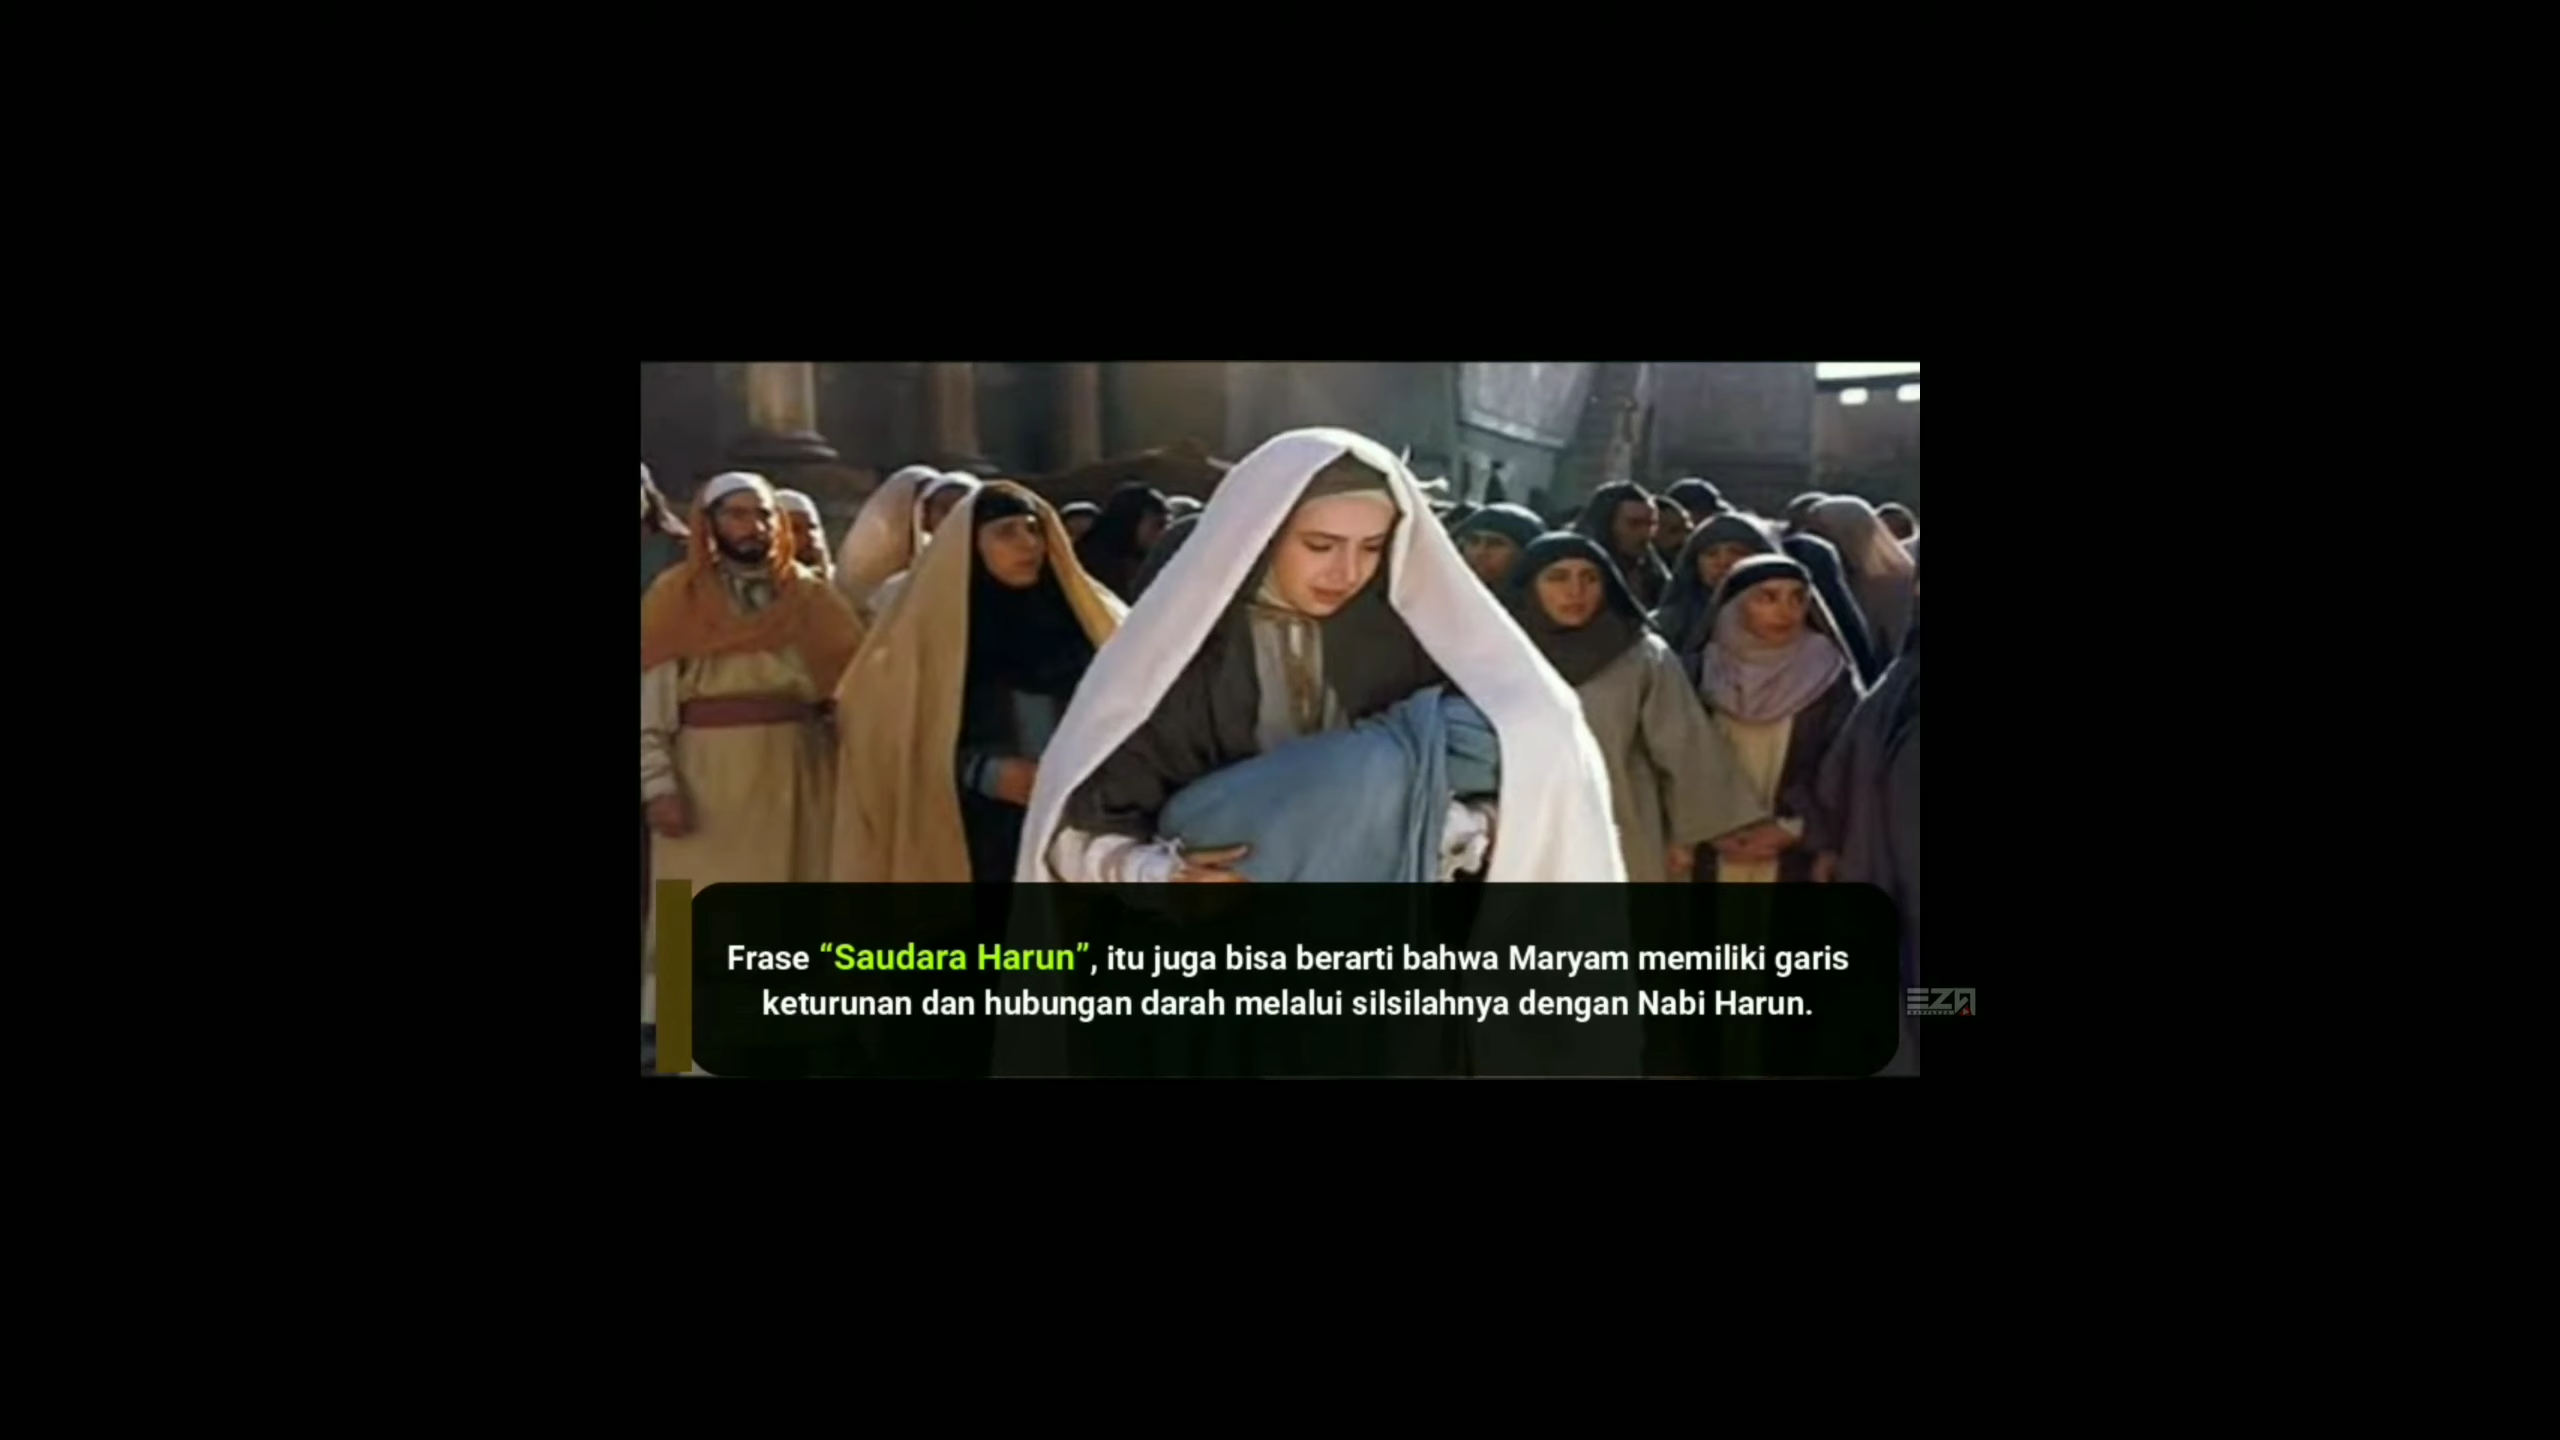 Frase “Saudara Harun”, itu juga bisa berarti bahwa Maryam memiliki garis
keturunan dan hubungan darah melalui silsilahnya dengan Nabi Harun.
EZA